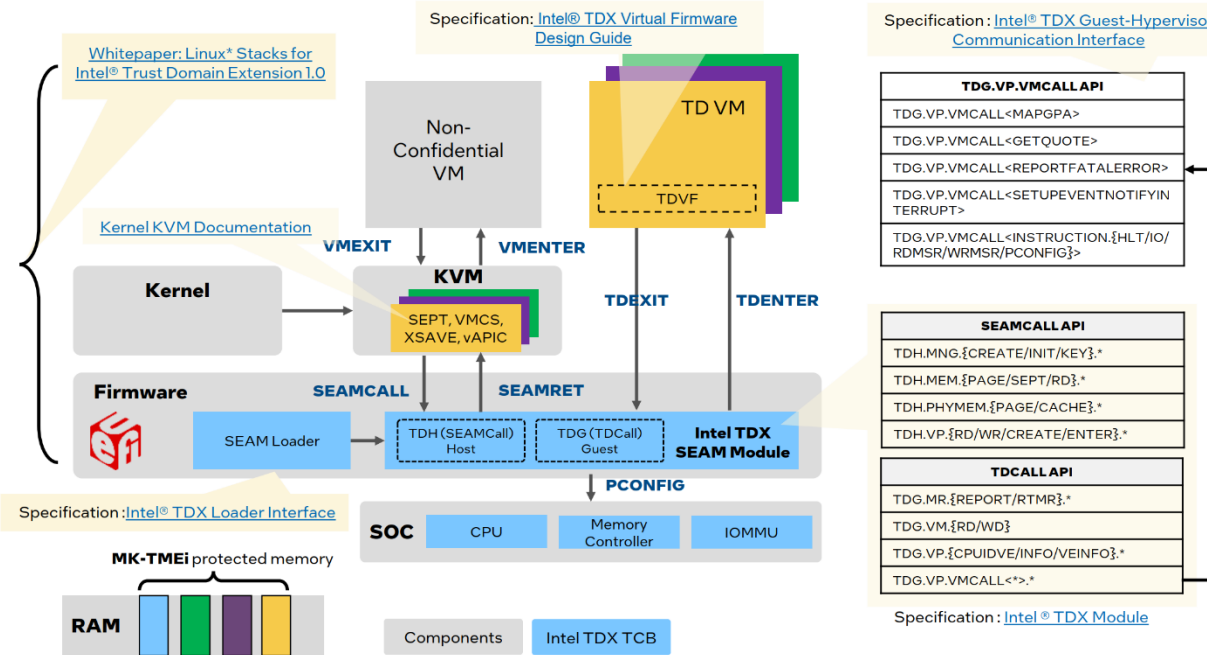 Specification: Intel® TDX Virtual Firmware
Design Guide
Specification : Intel® TDX Guest-Hyperviso
Communication Interface
Whitepaper: Linux* Stacks for
Intel® Trust Domain Extension 1.0
Non-
Confidential
VM
TD VM
TDVF
Kernel KVM Documentation
VMEXIT
VMENTER
TDEXIT
TDENTER
Kernel
KVM
SEPT, VMCS,
XSAVE, vAPIC
SEAMCALL
SEAMRET
Firmware
uefi
SEAM Loader
TDH (SEAMCall)
Host
TDG (TDCall)
Guest
Intel TDX
SEAM Module
PCONFIG
Specification :Intel® TDX Loader Interface
SOC
CPU
Memory
Controller
IOMMU
MK-TMEi protected memory
RAM
Components
Intel TDX TCB
TDG.VP.VMCALL API
TDG.VP.VMCALL<MAPGPA>
TDG.VP.VMCALL<GETQUOTE>
TDG.VP.VMCALL<REPORTFATALERROR>
TDG.VP.VMCALL<SETUPEVENTNOTIFYIN
TERRUPT>
TDG.VP.VMCALL<INSTRUCTION.{HLT/IO/
RDMSR/WRMSR/PCONFIG}>
SEAMCALL API
TDH.MNG.{CREATE/INIT/KEY}.*
TDH.MEM.{PAGE/SEPT/RD}.*
TDH.PHYMEM.{PAGE/CACHE}.*
TDH.VP.{RD/WR/CREATE/ENTER}.*
TDCALL API
TDG.MR.{REPORT/RTMR}.*
TDG.VM.{RD/WD}
TDG.VP.{CPUIDVE/INFO/VEINFO}.*
TDG.VP.VMCALL<*>.*
Specification : Intel ® TDX Module